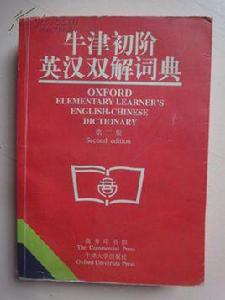 牛津初阶
英汉双解词典
OXFORD
ELEMENTARY LEARNER'S
ENGLISH-CHINESE
DICTIONARY
第二版
Second edition
商务印书馆
The Commercial Press
牛津大学出版社
Oxford University Press